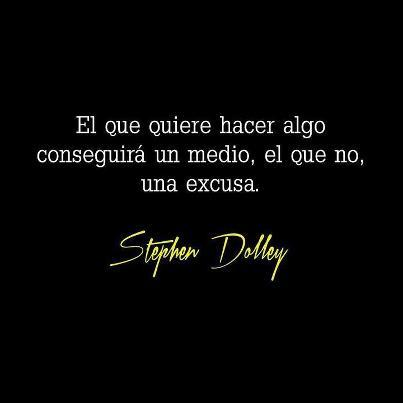 El que quiere hacer algo
conseguirá un medio, el que no,
una excusa.
Stephen Dolley